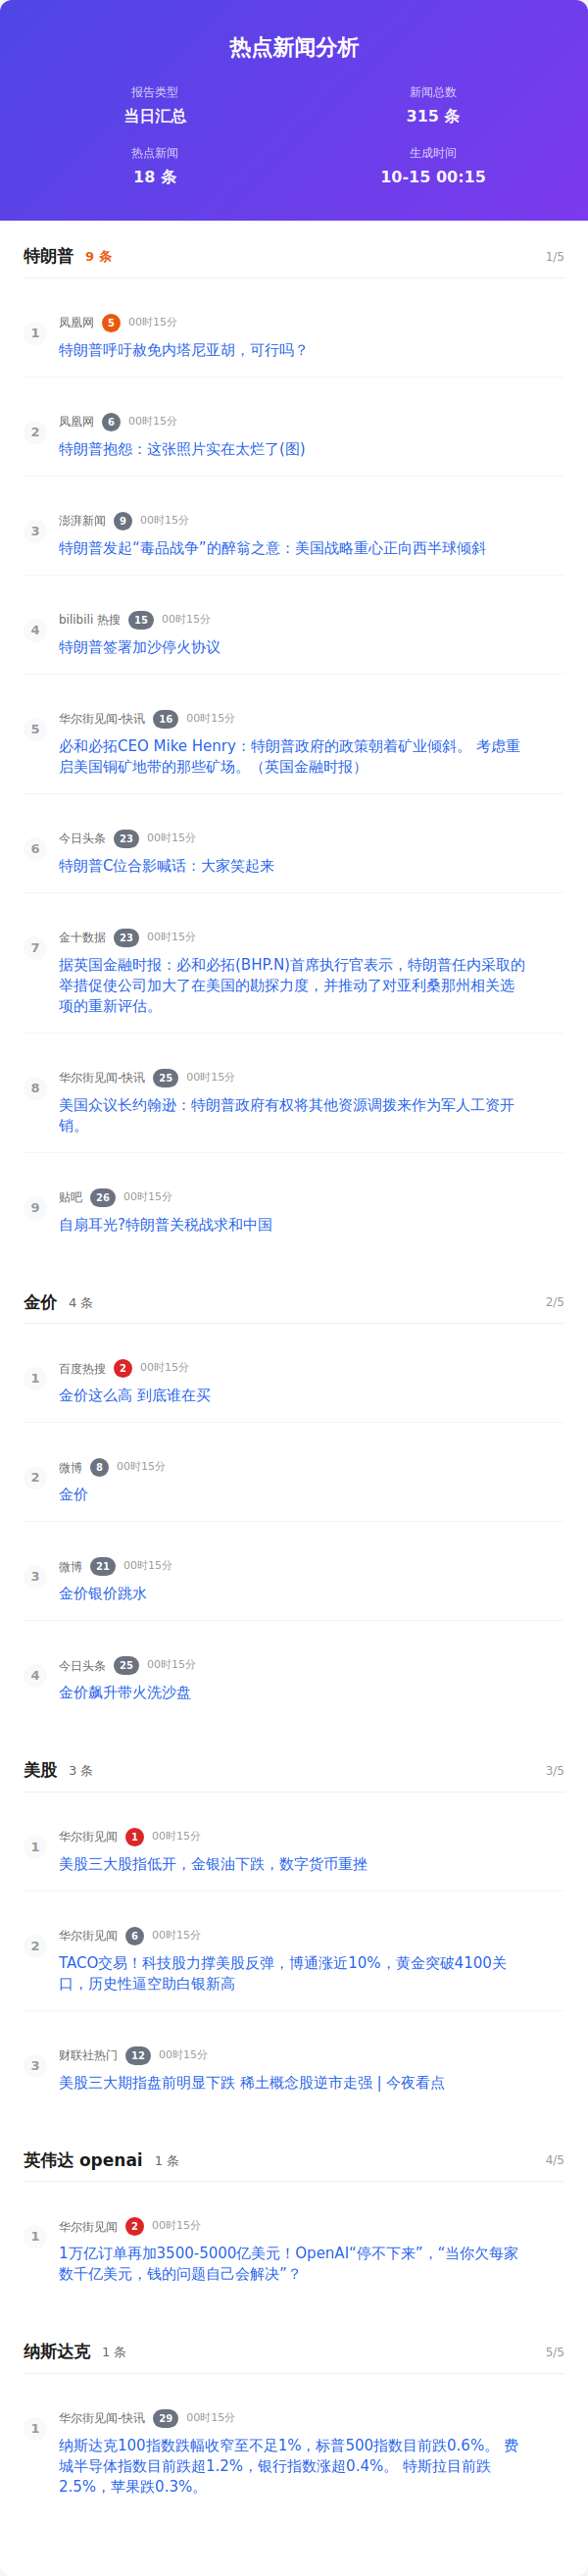 热点新闻分析
报告类型
当日汇总
新闻总数
315 条
热点新闻
18 条
生成时间
10-15 00:15
特朗普 9 条 1/5
1 凤凰网 5 00时15分
特朗普呼吁赦免内塔尼亚胡，可行吗？
2 凤凰网 6 00时15分
特朗普抱怨：这张照片实在太烂了(图)
3 澎湃新闻 9 00时15分
特朗普发起“毒品战争”的醉翁之意：美国战略重心正向西半球倾斜
4 bilibili 热搜 15 00时15分
特朗普签署加沙停火协议
5 华尔街见闻-快讯 16 00时15分
必和必拓CEO Mike Henry：特朗普政府的政策朝着矿业倾斜。 考虑重
启美国铜矿地带的那些矿场。（英国金融时报）
6 今日头条 23 00时15分
特朗普C位合影喊话：大家笑起来
7 金十数据 23 00时15分
据英国金融时报：必和必拓(BHP.N)首席执行官表示，特朗普任内采取的
举措促使公司加大了在美国的勘探力度，并推动了对亚利桑那州相关选
项的重新评估。
8 华尔街见闻-快讯 25 00时15分
美国众议长约翰逊：特朗普政府有权将其他资源调拨来作为军人工资开
销。
9 贴吧 26 00时15分
自扇耳光?特朗普关税战求和中国
金价 4 条 2/5
1 百度热搜 2 00时15分
金价这么高 到底谁在买
2 微博 8 00时15分
金价
3 微博 21 00时15分
金价银价跳水
4 今日头条 25 00时15分
金价飙升带火洗沙盘
美股 3 条 3/5
1 华尔街见闻 1 00时15分
美股三大股指低开，金银油下跌，数字货币重挫
2 华尔街见闻 6 00时15分
TACO交易！科技股力撑美股反弹，博通涨近10%，黄金突破4100关
口，历史性逼空助白银新高
3 财联社热门 12 00时15分
美股三大期指盘前明显下跌 稀土概念股逆市走强 | 今夜看点
英伟达 openai 1 条 4/5
1 华尔街见闻 2 00时15分
1万亿订单再加3500-5000亿美元！OpenAI“停不下来”，“当你欠每家
数千亿美元，钱的问题自己会解决”？
纳斯达克 1 条 5/5
1 华尔街见闻-快讯 29 00时15分
纳斯达克100指数跌幅收窄至不足1%，标普500指数目前跌0.6%。 费
城半导体指数目前跌超1.2%，银行指数涨超0.4%。 特斯拉目前跌
2.5%，苹果跌0.3%。